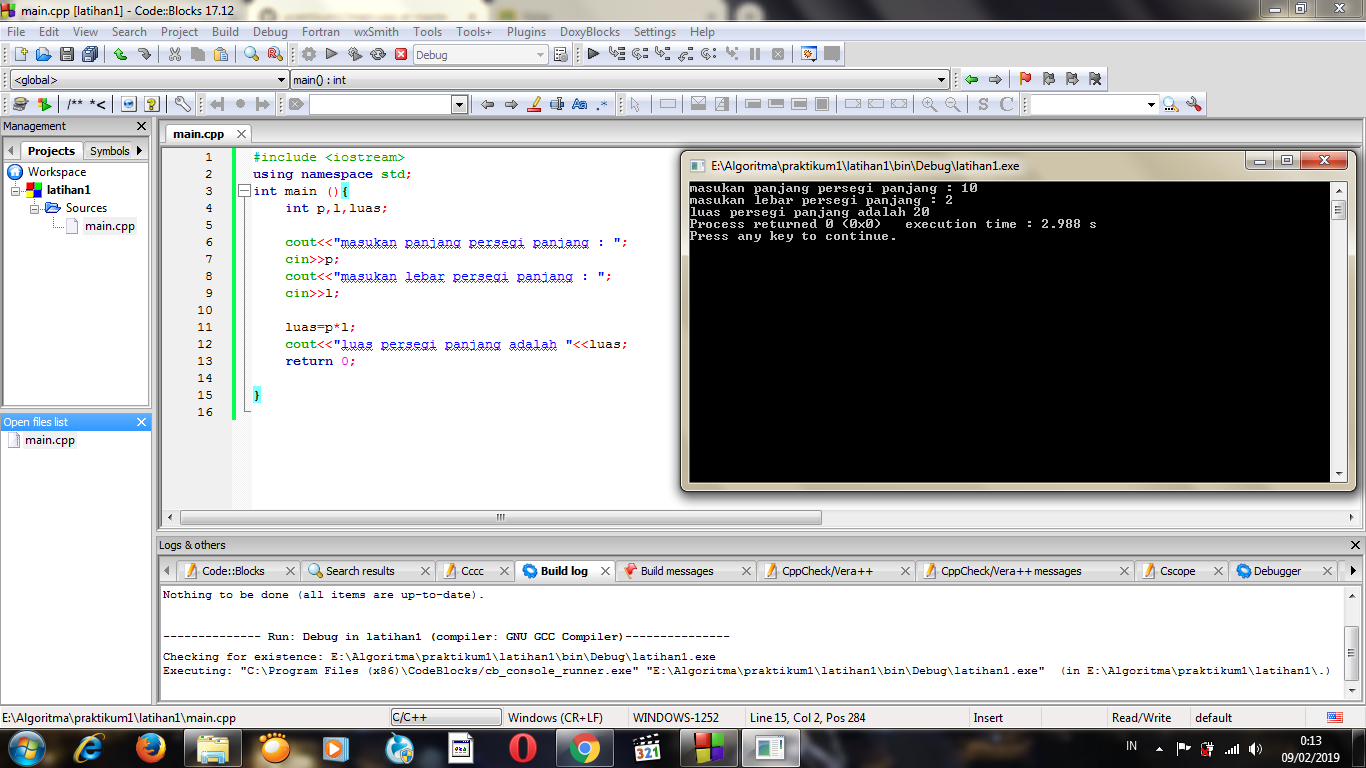 main.cpp [latihan1] - Code::Blocks 17.12
File Edit View Search Project Build Debug Fortran wxSmith Tools Tools+ Plugins DoxyBlocks Settings Help
Debug
<global> main() : int
/** *< 
Aa .*
S C
Management
Projects Symbols
Workspace
latihan1
Sources
main.cpp
Open files list
main.cpp
main.cpp
1 #include <iostream>
2 using namespace std;
3 int main (){
4 int p,l,luas;
5
6 cout<<"masukan panjang persegi panjang : ";
7 cin>>p;
8 cout<<"masukan lebar persegi panjang : ";
9 cin>>l;
10
11 luas=p*l;
12 cout<<"luas persegi panjang adalah "<<luas;
13 return 0;
14
15 }
16
E:\Algoritma\praktikum1\latihan1\bin\Debug\latihan1.exe
masukan panjang persegi panjang : 10
masukan lebar persegi panjang : 2
luas persegi panjang adalah 20
Process returned 0 (0x0) execution time : 2.988 s
Press any key to continue.
Logs & others
Code::Blocks Search results Cccc Build log Build messages CppCheck/Vera++ CppCheck/Vera++ messages Cscope Debugger
Nothing to be done (all items are up-to-date).
-------------- Run: Debug in latihan1 (compiler: GNU GCC Compiler)---------------
Checking for existence: E:\Algoritma\praktikum1\latihan1\bin\Debug\latihan1.exe
Executing: "C:\Program Files (x86)\CodeBlocks/cb_console_runner.exe" "E:\Algoritma\praktikum1\latihan1\bin\Debug\latihan1.exe" (in E:\Algoritma\praktikum1\latihan1\.)
E:\Algoritma\praktikum1\latihan1\main.cpp C/C++ Windows (CR+LF) WINDOWS-1252 Line 15, Col 2, Pos 284 Insert Read/Write default
321
IN
0:13
09/02/2019